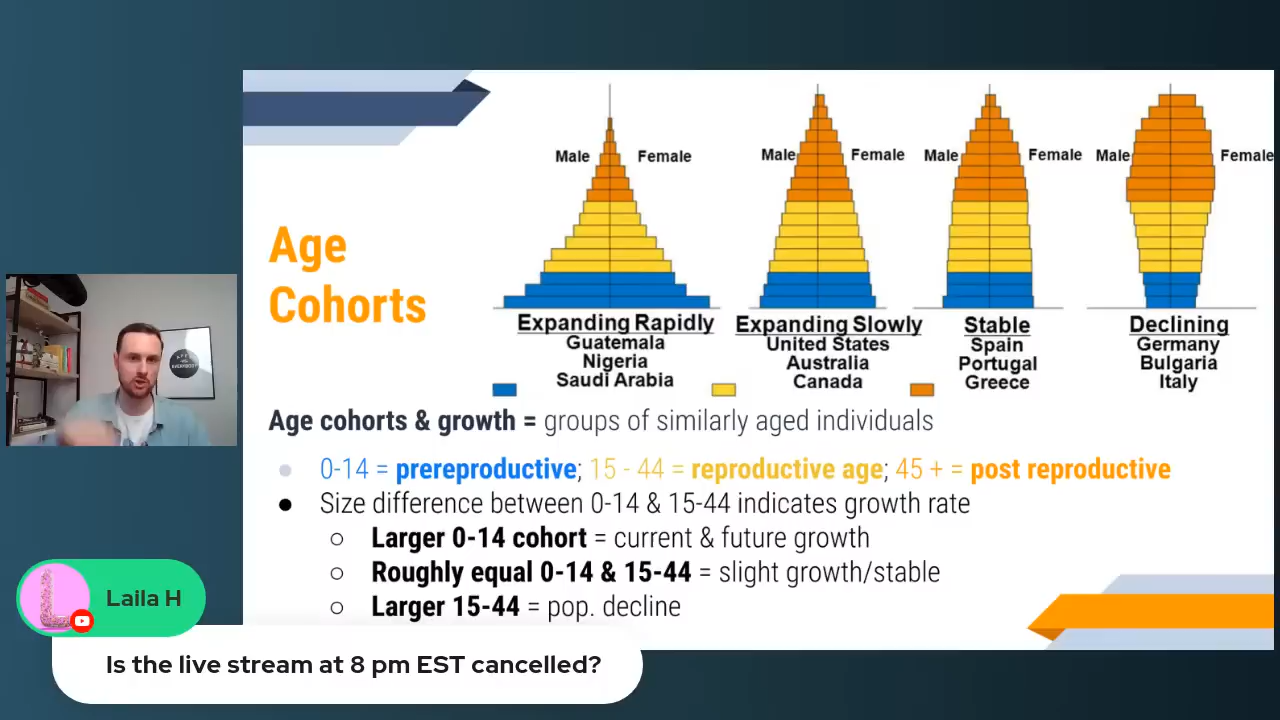 Age
Cohorts
Male
Female
Male
Female
Male
Female
Male
Female
Expanding Rapidly
Guatemala
Nigeria
Saudi Arabia
Expanding Slowly
United States
Australia
Canada
Stable
Spain
Portugal
Greece
Declining
Germany
Bulgaria
Italy
Age cohorts & growth = groups of similarly aged individuals
● 0-14 = prereproductive; 15 - 44 = reproductive age; 45 + = post reproductive
● Size difference between 0-14 & 15-44 indicates growth rate
○ Larger 0-14 cohort = current & future growth
○ Roughly equal 0-14 & 15-44 = slight growth/stable
○ Larger 15-44 = pop. decline
L
Laila H
Is the live stream at 8 pm EST cancelled?